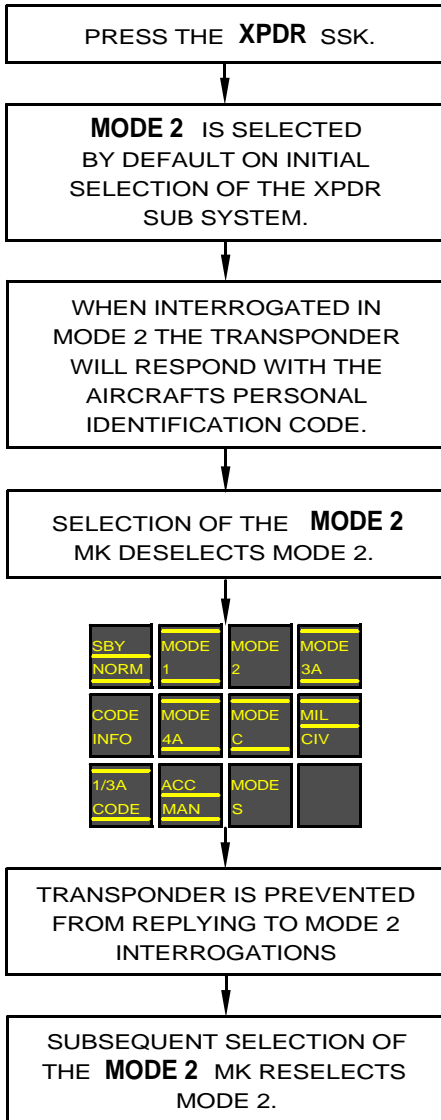 PRESS THE XPDR SSK.
MODE 2 IS SELECTED
BY DEFAULT ON INITIAL
SELECTION OF THE XPDR
SUB SYSTEM.
WHEN INTERROGATED IN
MODE 2 THE TRANSPONDER
WILL RESPOND WITH THE
AIRCRAFTS PERSONAL
IDENTIFICATION CODE.
SELECTION OF THE MODE 2
MK DESELECTS MODE 2.
SBY MODE MODE MODE
NORM 1 2 3A
CODE MODE MODE MIL
INFO 4A C CIV
1/3A ACC MODE
CODE MAN S
TRANSPONDER IS PREVENTED
FROM REPLYING TO MODE 2
INTERROGATIONS
SUBSEQUENT SELECTION OF
THE MODE 2 MK RESELECTS
MODE 2.